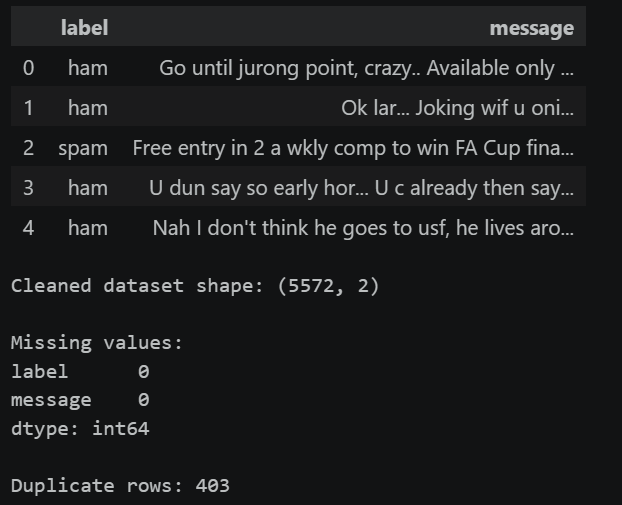 label message
0 ham Go until jurong point, crazy.. Available only ...
1 ham Ok lar... Joking wif u oni...
2 spam Free entry in 2 a wkly comp to win FA Cup fina...
3 ham U dun say so early hor... U c already then say...
4 ham Nah I don't think he goes to usf, he lives aro...
Cleaned dataset shape: (5572, 2)
Missing values:
label 0
message 0
dtype: int64
Duplicate rows: 403